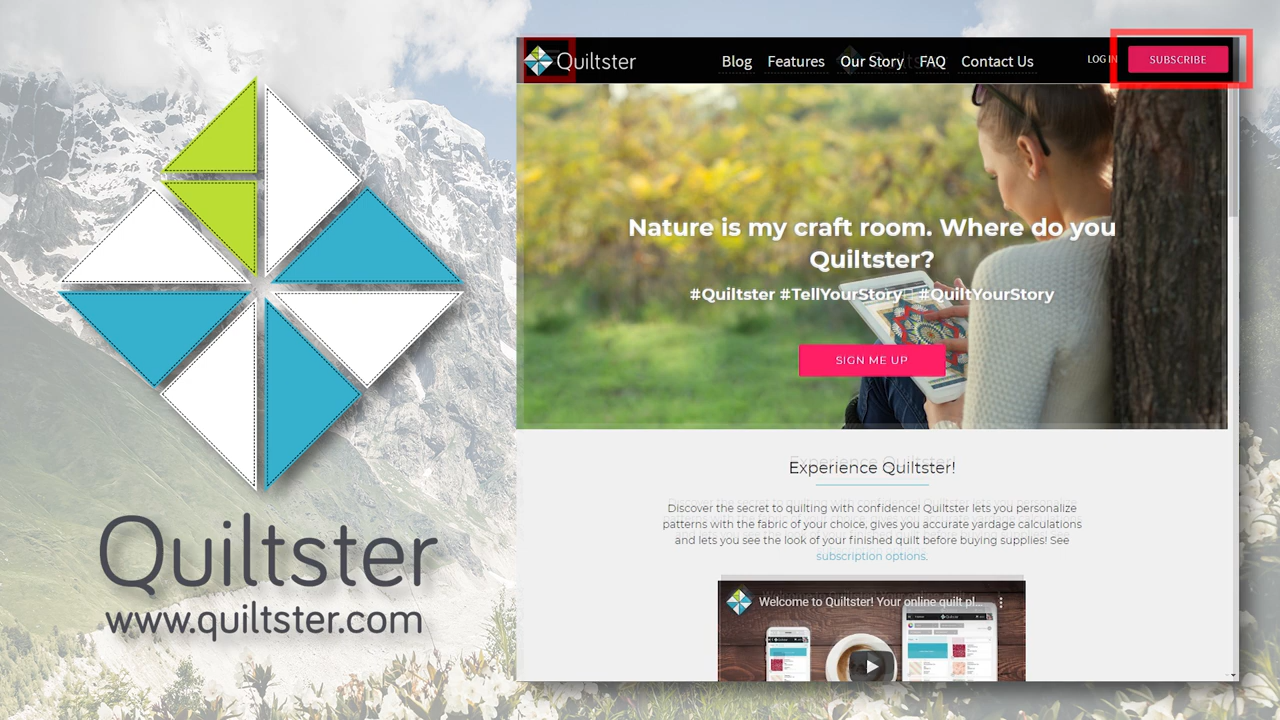 Quiltster
www.quiltster.com
Quiltster
Blog Features Our Story FAQ Contact Us
LOG IN
SUBSCRIBE
Nature is my craft room. Where do you
Quiltster?
#Quiltster #TellYourStory #QuiltYourStory
SIGN ME UP
Experience Quiltster!
Discover the secret to quilting with confidence! Quiltster lets you personalize
patterns with the fabric of your choice, gives you accurate yardage calculations
and lets you see the look of your finished quilt before buying supplies! See
subscription options.
Welcome to Quiltster! Your online quilt pl...